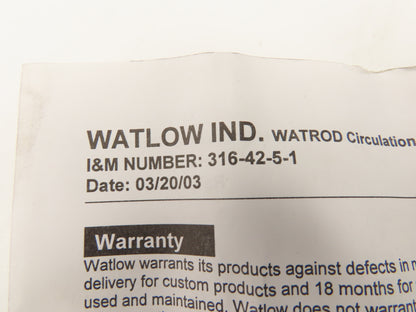 WATLOW IND. WATROD Circulation
I&M NUMBER: 316-42-5-1
Date: 03/20/03
Warranty
Watlow warrants its products against defects in
delivery for custom products and 18 months for
used and maintained. Watlow does not warrant